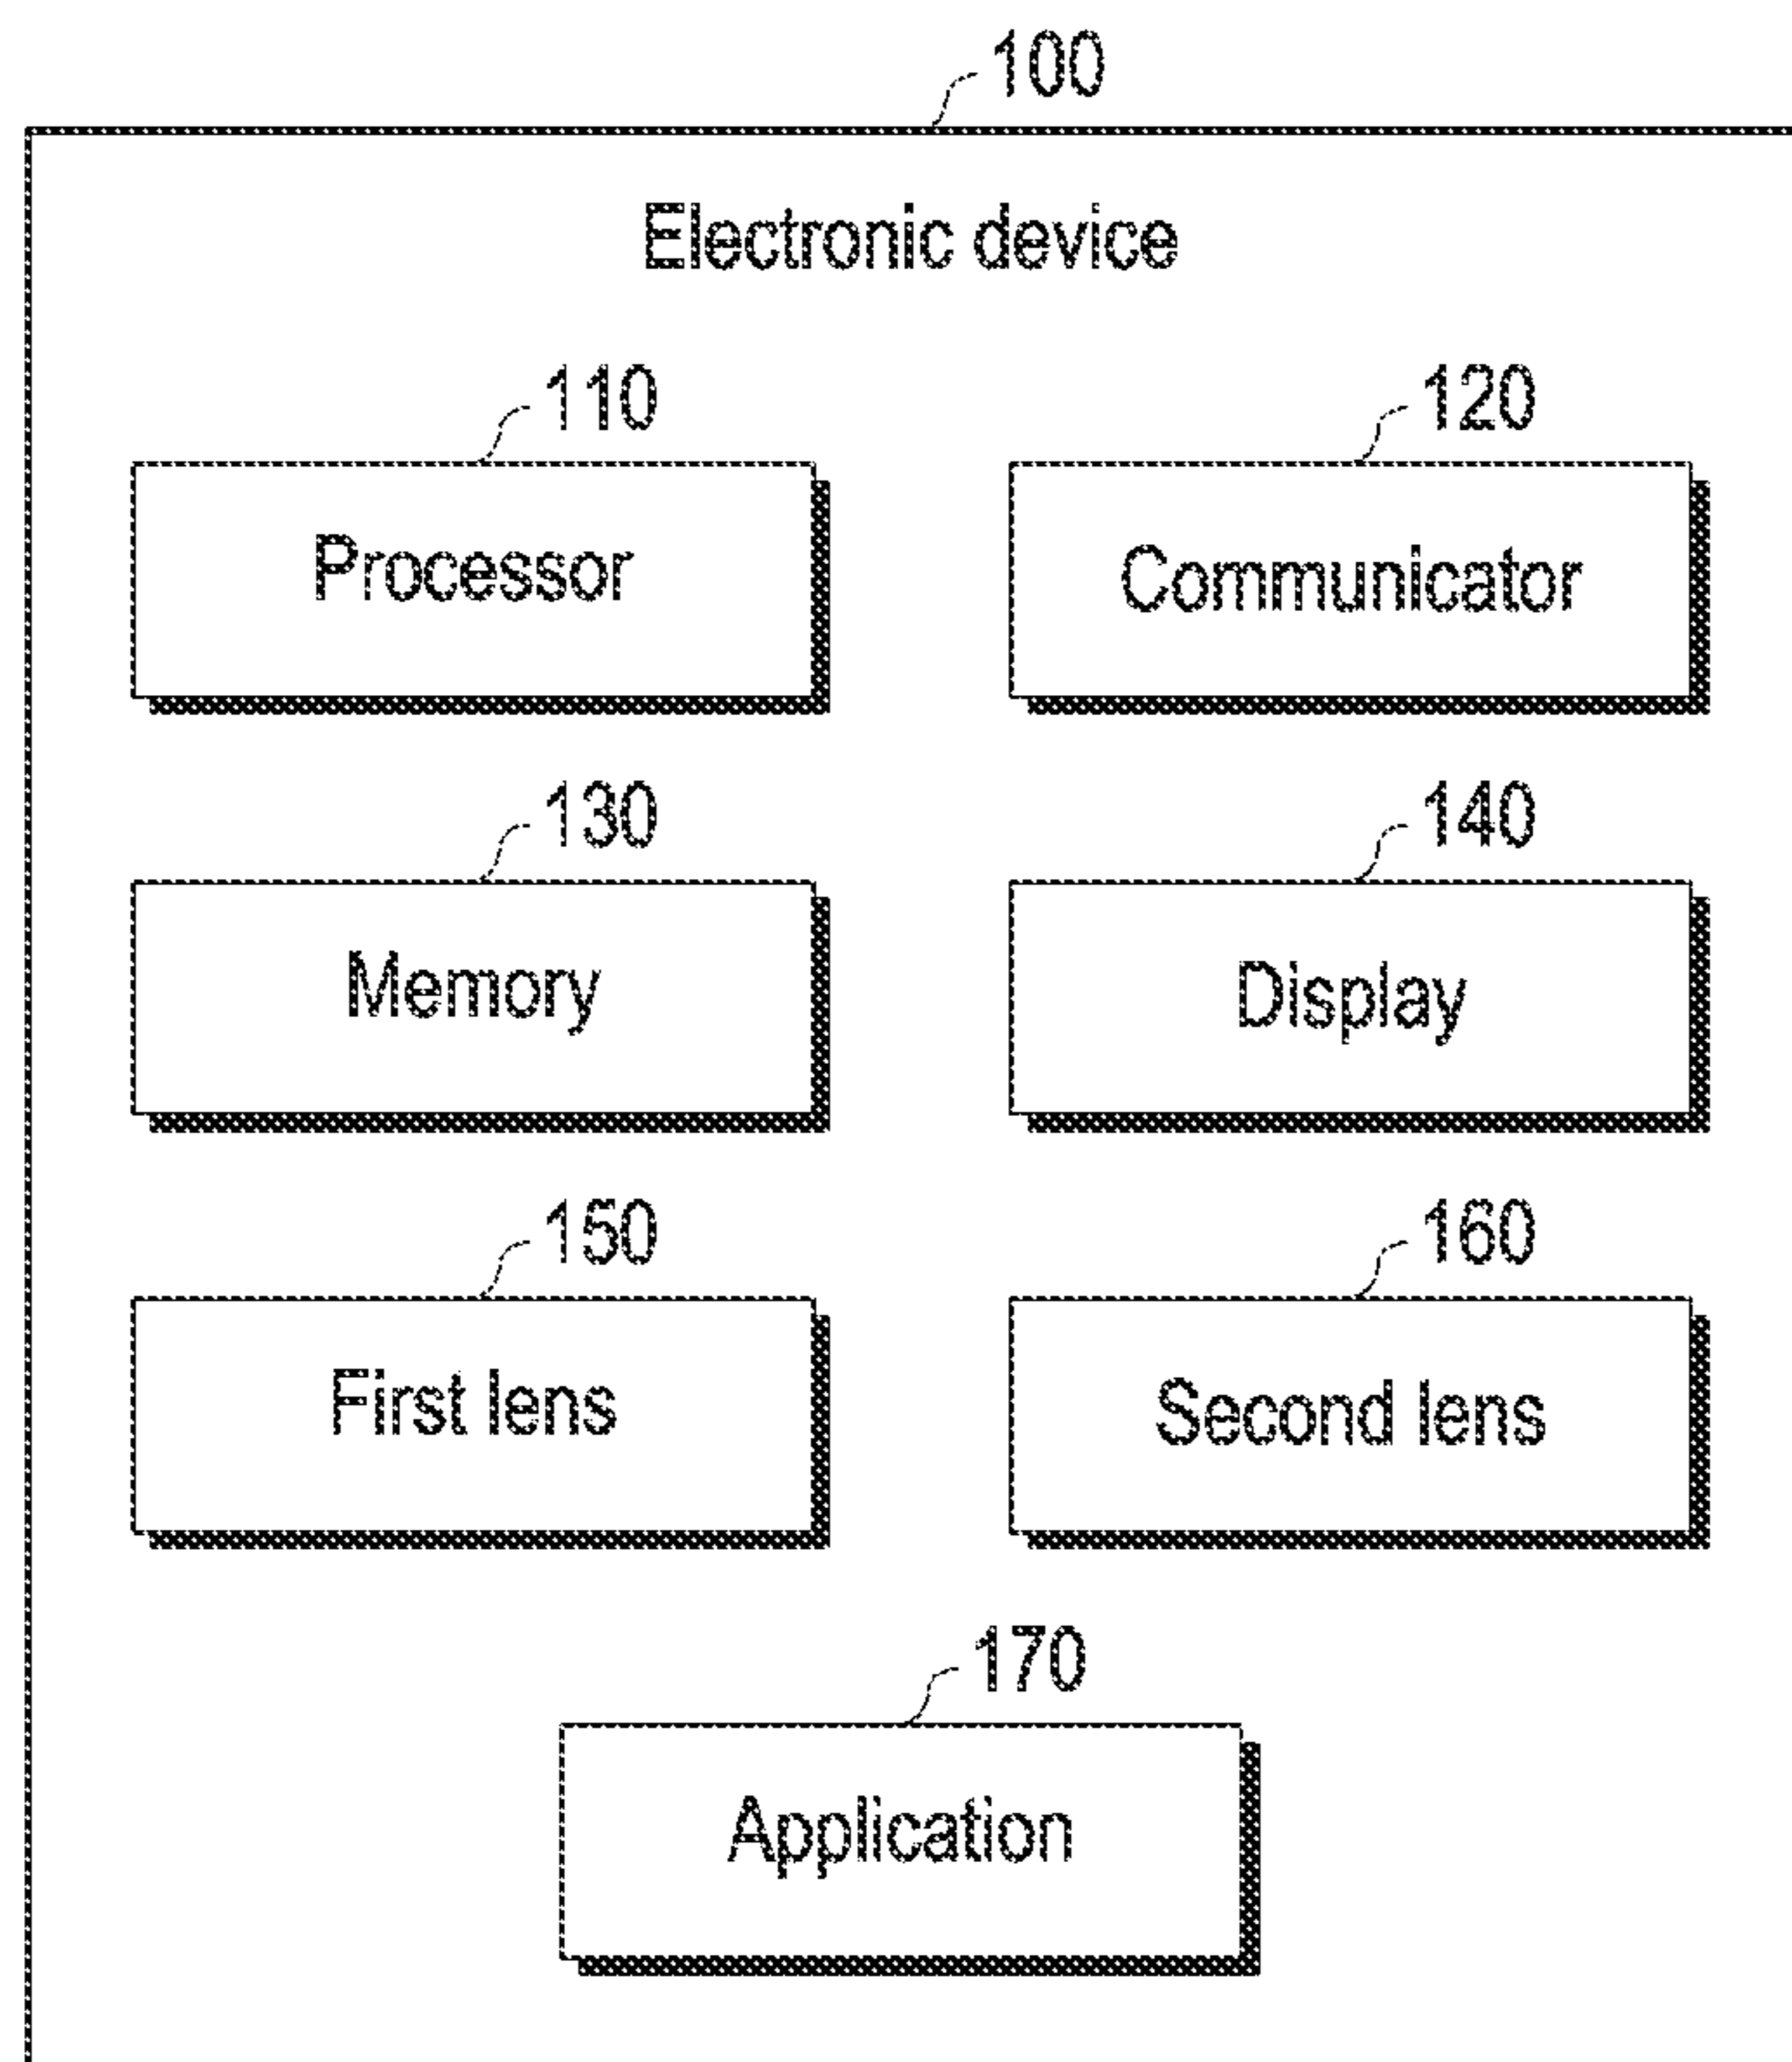 100
Electronic device
110
120
Processor
Communicator
130
140
Memory
Display
150
160
First lens
Second lens
170
Application